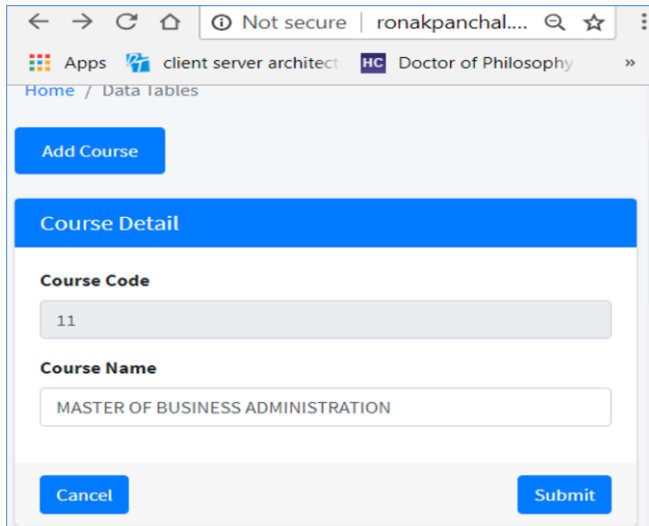 Not secure | ronakpanchal....
Apps client server architect HC Doctor of Philosophy »
Home / Data Tables
Add Course
Course Detail
Course Code
11
Course Name
MASTER OF BUSINESS ADMINISTRATION
Cancel Submit